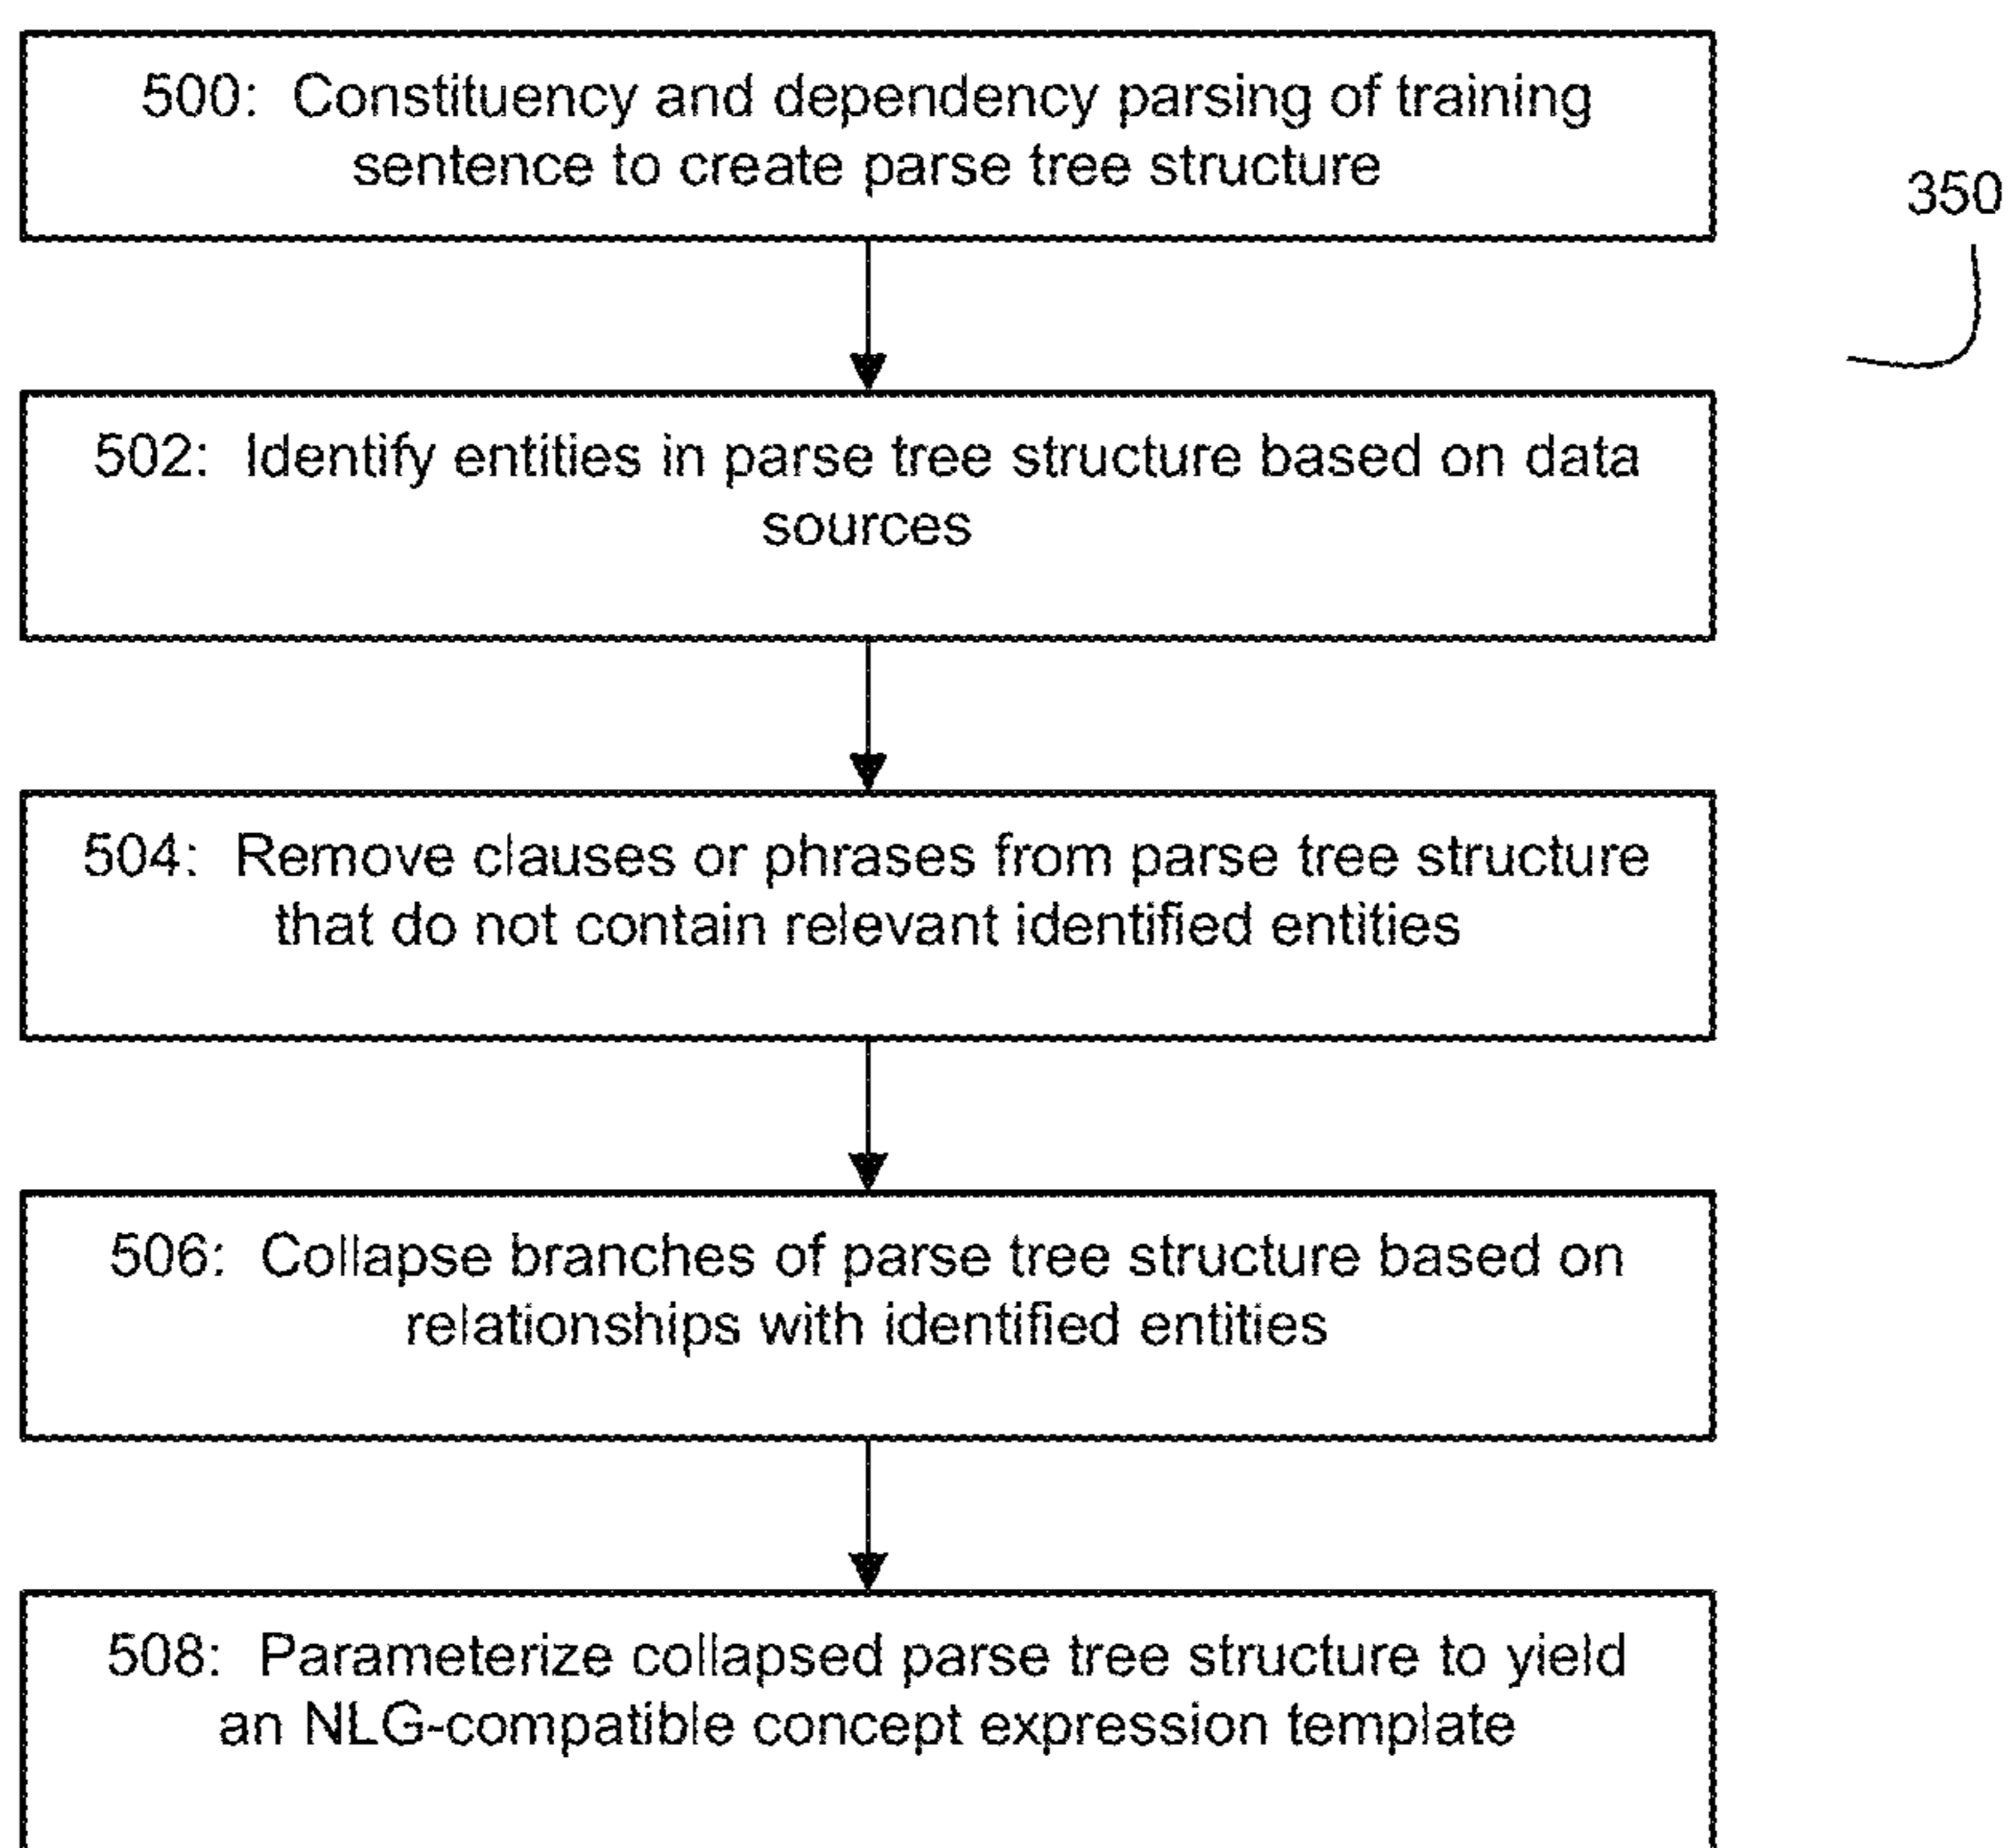 500: Constituency and dependency parsing of training
sentence to create parse tree structure
350
502: Identify entities in parse tree structure based on data
sources
504: Remove clauses or phrases from parse tree structure
that do not contain relevant identified entities
506: Collapse branches of parse tree structure based on
relationships with identified entities
508: Parameterize collapsed parse tree structure to yield
an NLG-compatible concept expression template